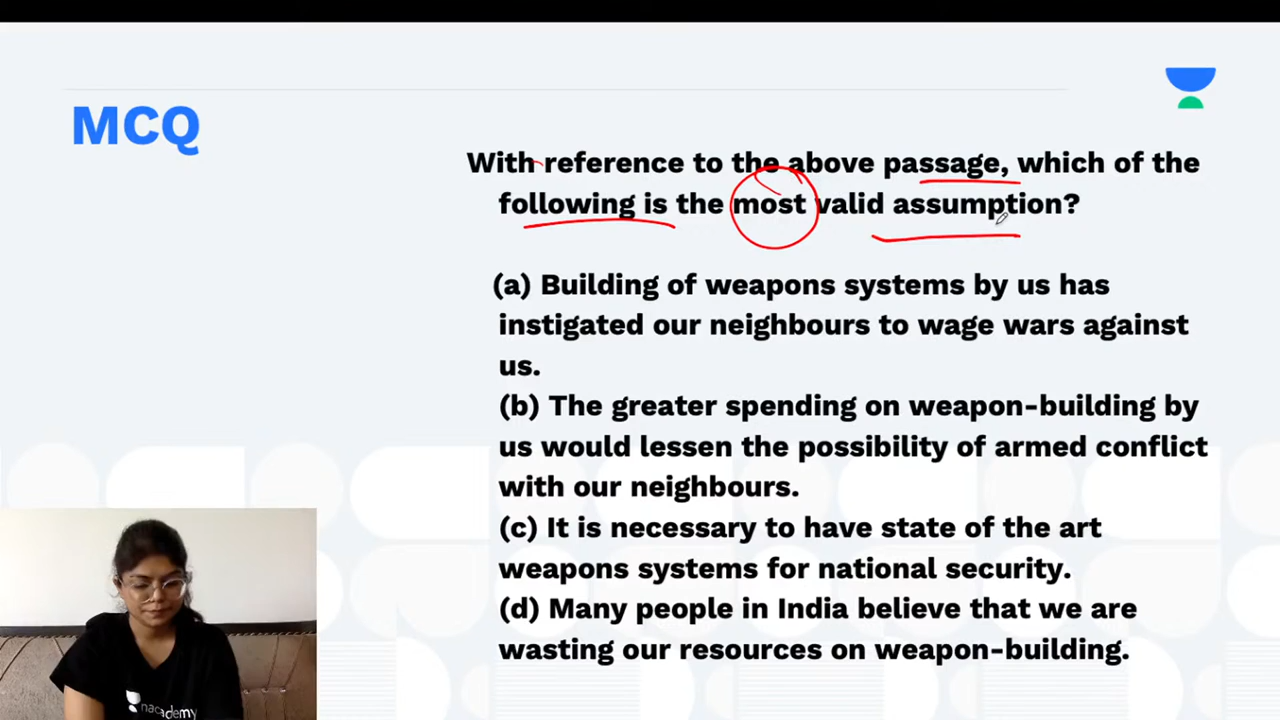 MCQ
With reference to the above passage, which of the
following is the most valid assumption?
(a) Building of weapons systems by us has
instigated our neighbours to wage wars against
us.
(b) The greater spending on weapon-building by
us would lessen the possibility of armed conflict
with our neighbours.
(c) It is necessary to have state of the art
weapons systems for national security.
(d) Many people in India believe that we are
wasting our resources on weapon-building.
nacademy